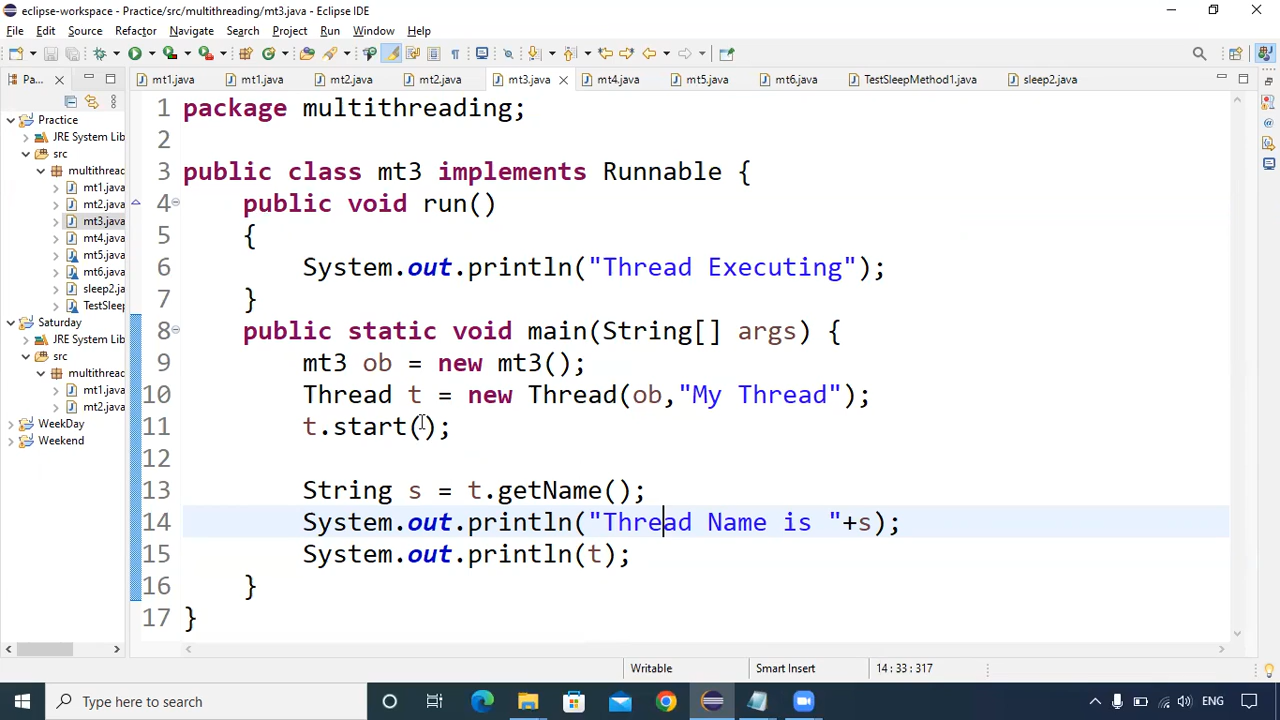 eclipse-workspace - Practice/src/multithreading/mt3.java - Eclipse IDE
File Edit Source Refactor Navigate Search Project Run Window Help
Pa... mt1.java mt1.java mt2.java mt2.java mt3.java mt4.java mt5.java mt6.java TestSleepMethod1.java sleep2.java
Practice
JRE System Lib
src
multithread
mt1.java
mt2.java
mt3.java
mt4.java
mt5.java
mt6.java
sleep2.ja
TestSleep
Saturday
JRE System Lib
src
multithread
mt1.java
mt2.java
WeekDay
Weekend
1 package multithreading;
2
3 public class mt3 implements Runnable {
4 public void run()
5 {
6 System.out.println("Thread Executing");
7 }
8 public static void main(String[] args) {
9 mt3 ob = new mt3();
10 Thread t = new Thread(ob,"My Thread");
11 t.start();
12
13 String s = t.getName();
14 System.out.println("Thread Name is "+s);
15 System.out.println(t);
16 }
17 }
Writable Smart Insert 14 : 33 : 317
Type here to search ENG